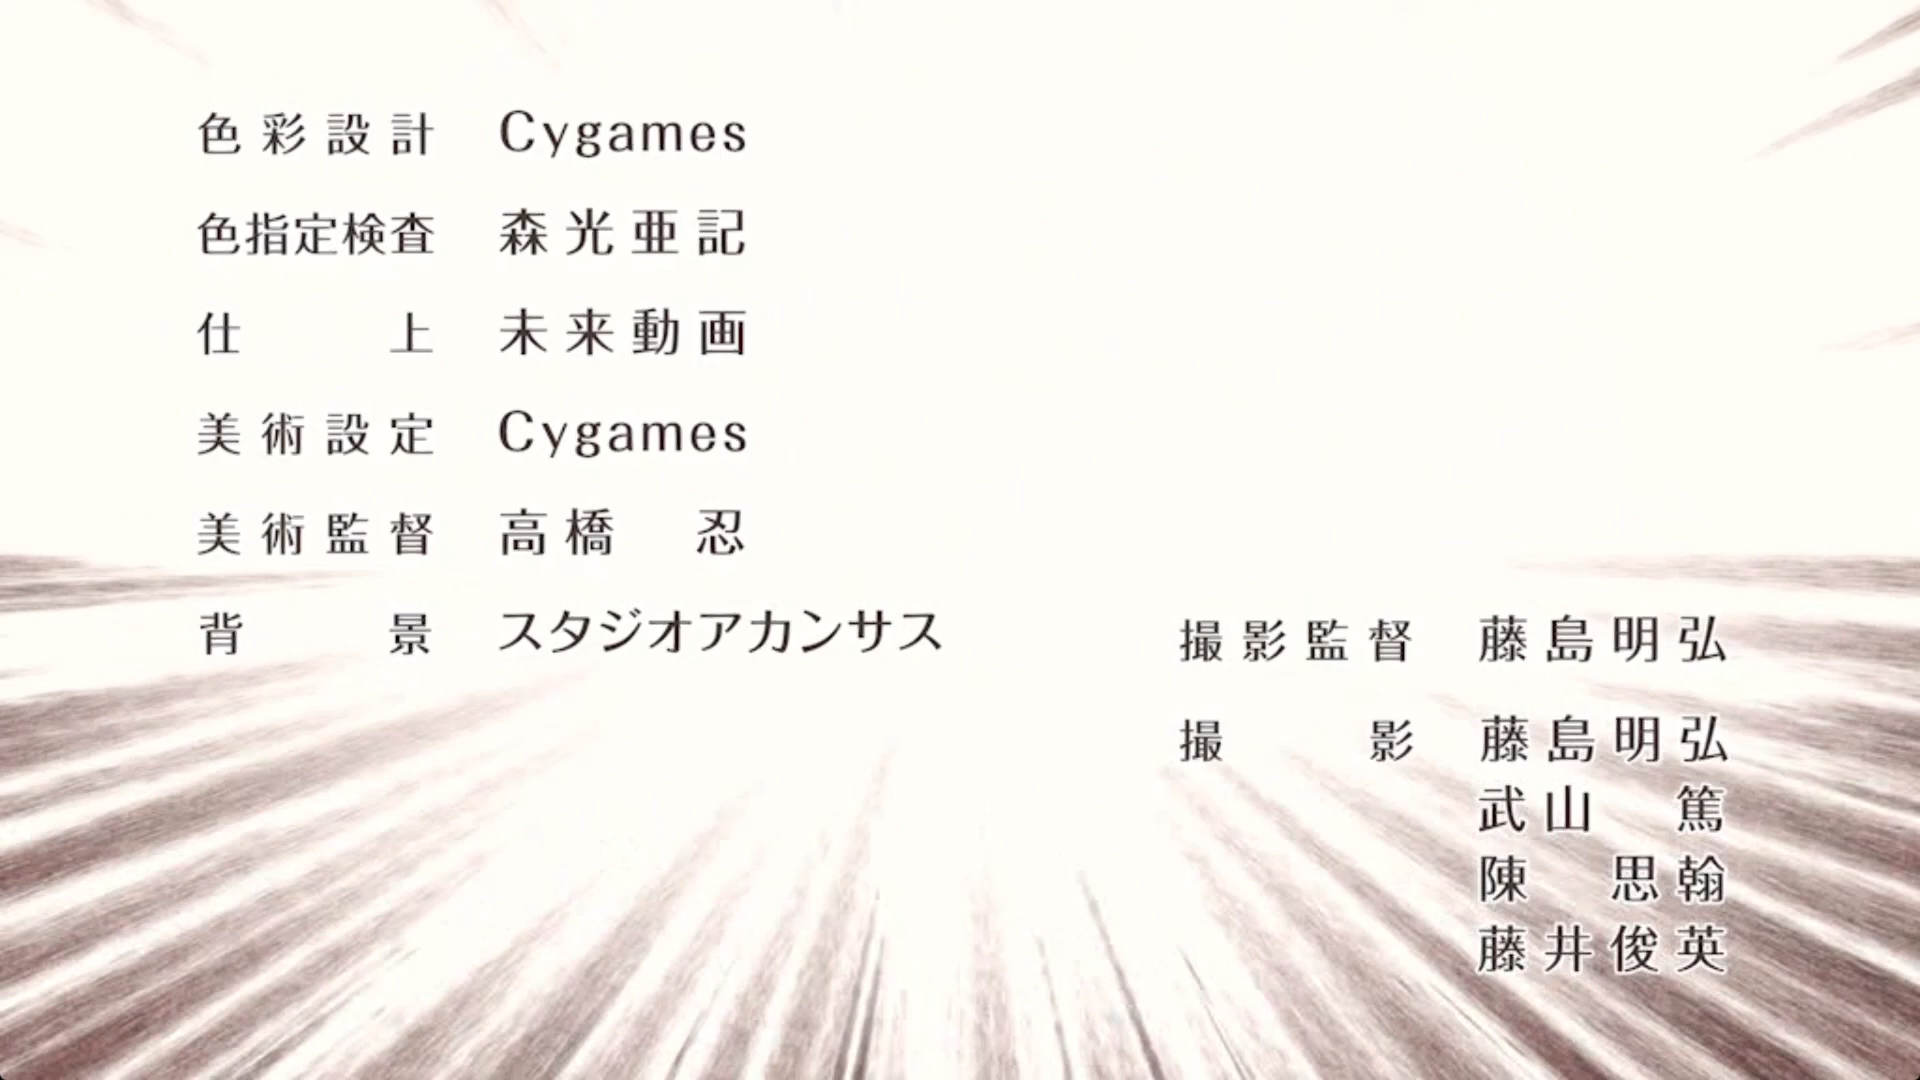 色彩設計 Cygames
色指定検査 森光亜記
仕上 未来動画
美術設定 Cygames
美術監督 高橋 忍
背景 スタジオアカンサス
撮影監督 藤島明弘
撮影 藤島明弘
武山 篤
陳 思翰
藤井俊英